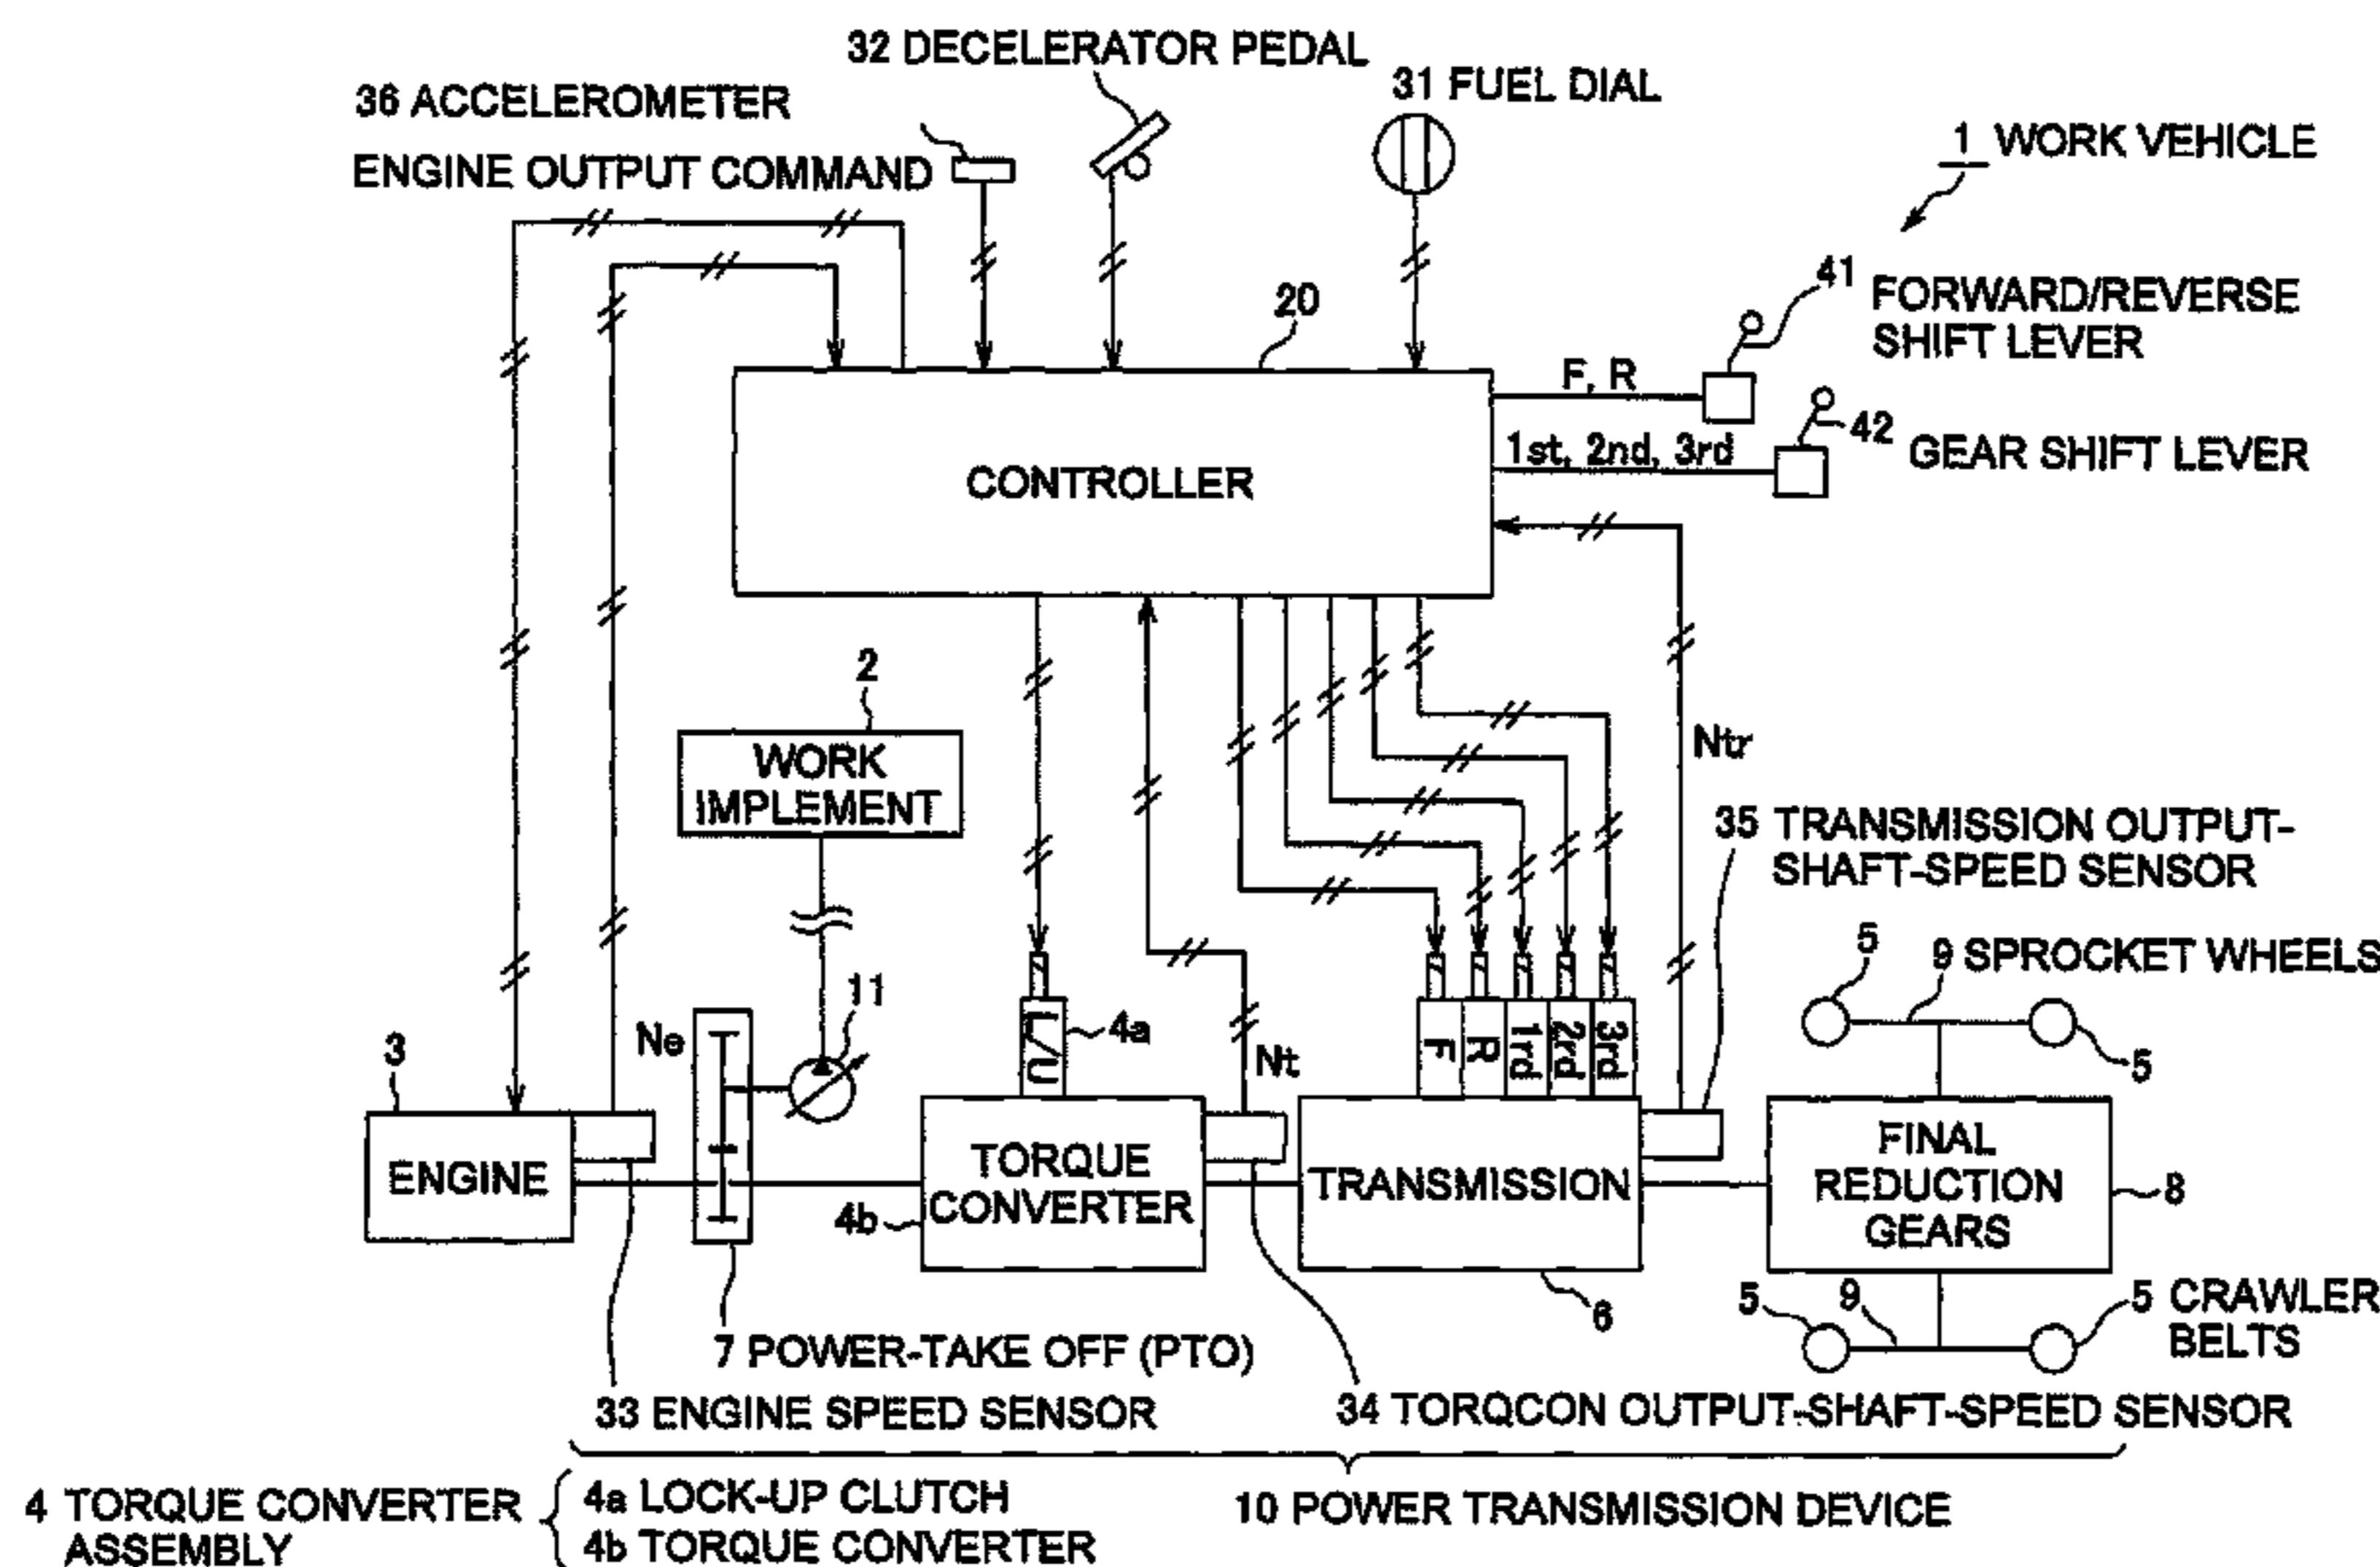 32 DECELERATOR PEDAL
36 ACCELEROMETER
31 FUEL DIAL
1 WORK VEHICLE
ENGINE OUTPUT COMMAND
41
FORWARD/REVERSE
SHIFT LEVER
20
F, R
42
GEAR SHIFT LEVER
1st, 2nd, 3rd
CONTROLLER
2
WORK
IMPLEMENT
Ntr
35 TRANSMISSION OUTPUT-
SHAFT-SPEED SENSOR
5
9 SPROCKET WHEELS
5
11
Ne
L/U
4a
Nt
F
R
1rd
2rd
3rd
3
ENGINE
TORQUE
CONVERTER
4b
TRANSMISSION
FINAL
REDUCTION
GEARS
8
6
5
9
5 CRAWLER
BELTS
7 POWER-TAKE OFF (PTO)
33 ENGINE SPEED SENSOR
34 TORQCON OUTPUT-SHAFT-SPEED SENSOR
4 TORQUE CONVERTER
ASSEMBLY
4a LOCK-UP CLUTCH
4b TORQUE CONVERTER
10 POWER TRANSMISSION DEVICE